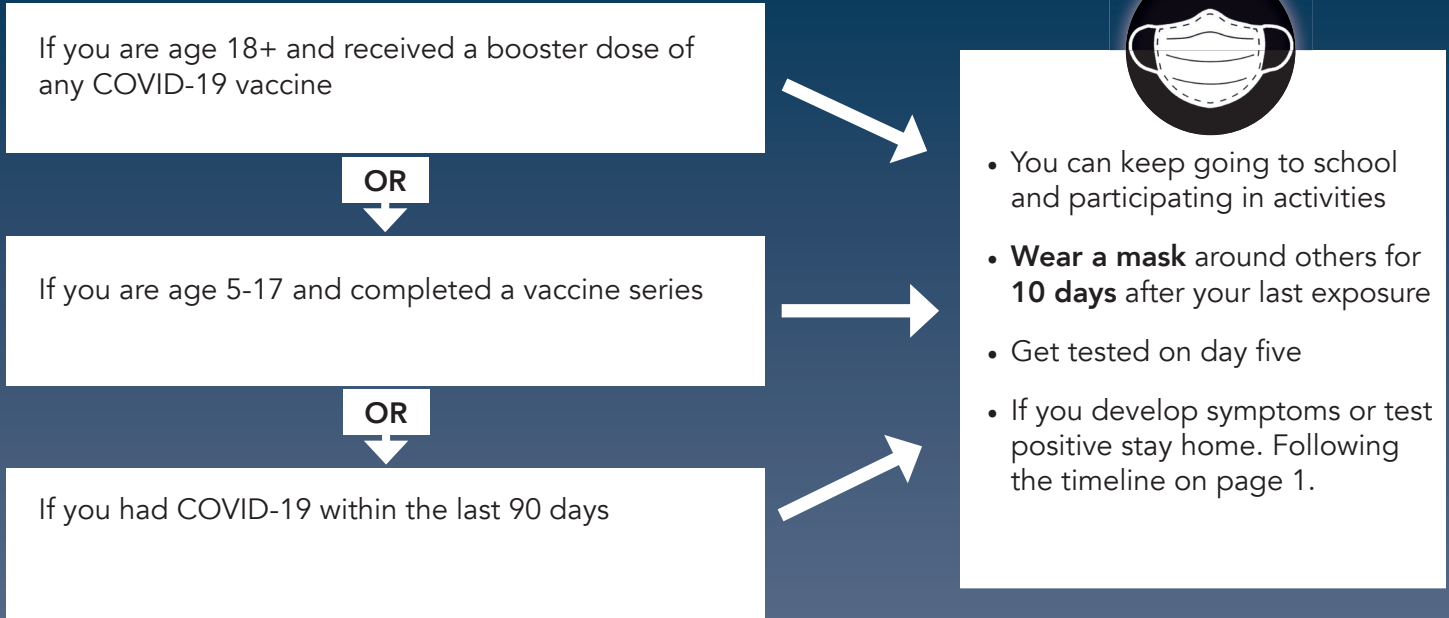 If you are age 18+ and received a booster dose of
any COVID-19 vaccine
OR
If you are age 5-17 and completed a vaccine series
OR
If you had COVID-19 within the last 90 days
• You can keep going to school
and participating in activities
• Wear a mask around others for
10 days after your last exposure
• Get tested on day five
• If you develop symptoms or test
positive stay home. Following
the timeline on page 1.